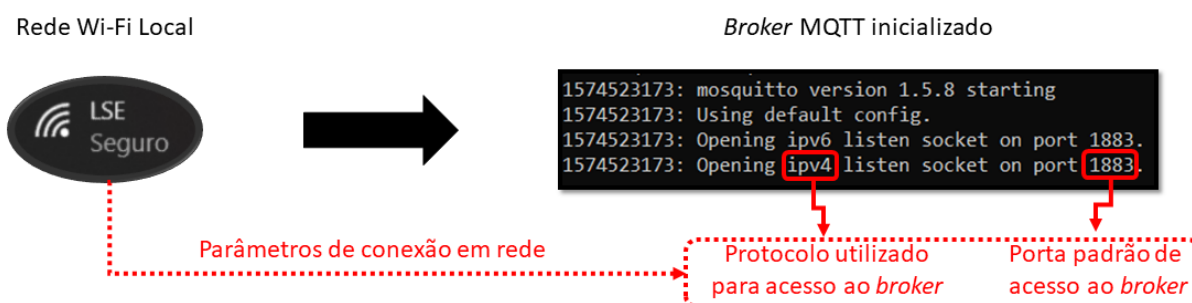 Rede Wi-Fi Local
Broker MQTT inicializado
LSE
Seguro
1574523173: mosquitto version 1.5.8 starting
1574523173: Using default config.
1574523173: Opening ipv6 listen socket on port 1883.
1574523173: Opening ipv4 listen socket on port 1883.
Parâmetros de conexão em rede
Protocolo utilizado
para acesso ao broker
Porta padrão de
acesso ao broker